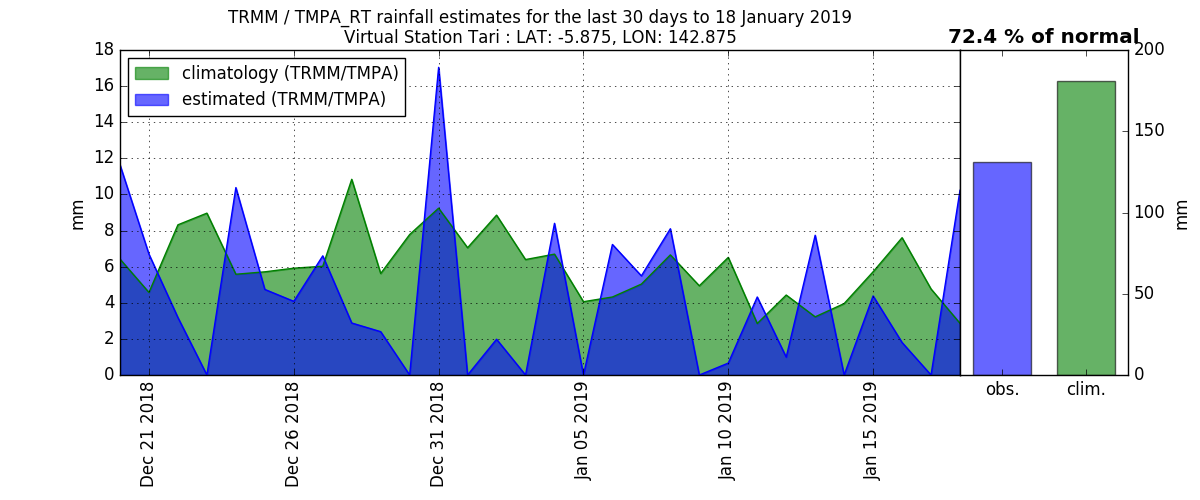 TRMM / TMPA_RT rainfall estimates for the last 30 days to 18 January 2019
Virtual Station Tari : LAT: -5.875, LON: 142.875
72.4 % of normal
climatology (TRMM/TMPA)
estimated (TRMM/TMPA)
18
16
14
12
10
8
6
4
2
0
mm
Dec 21 2018
Dec 26 2018
Dec 31 2018
Jan 05 2019
Jan 10 2019
Jan 15 2019
200
150
100
50
0
mm
obs.
clim.